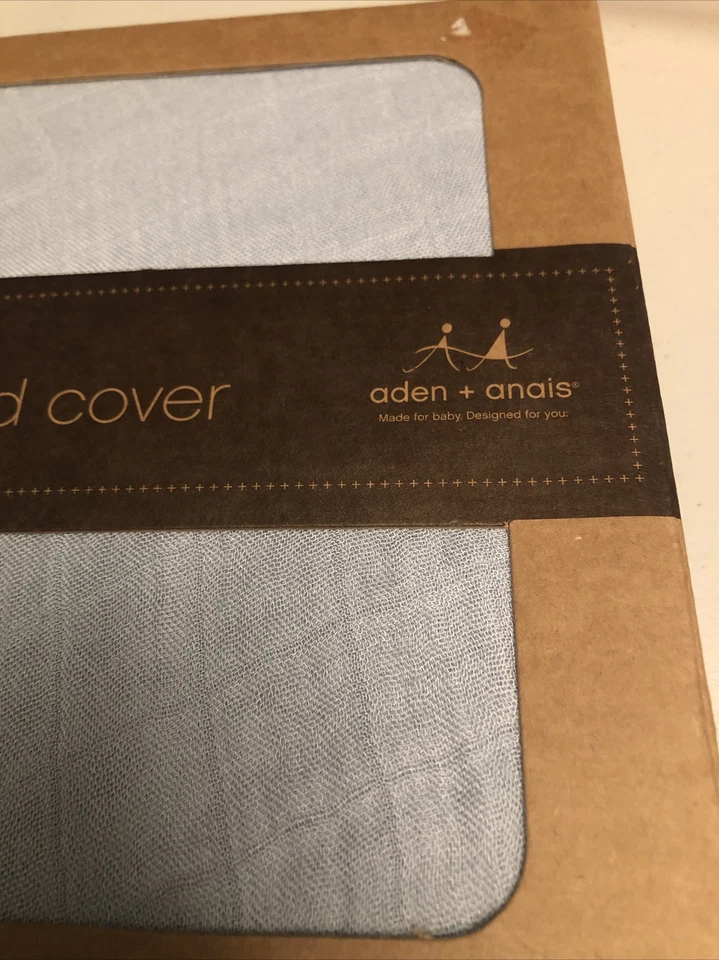 d cover
aden + anais®
Made for baby. Designed for you.